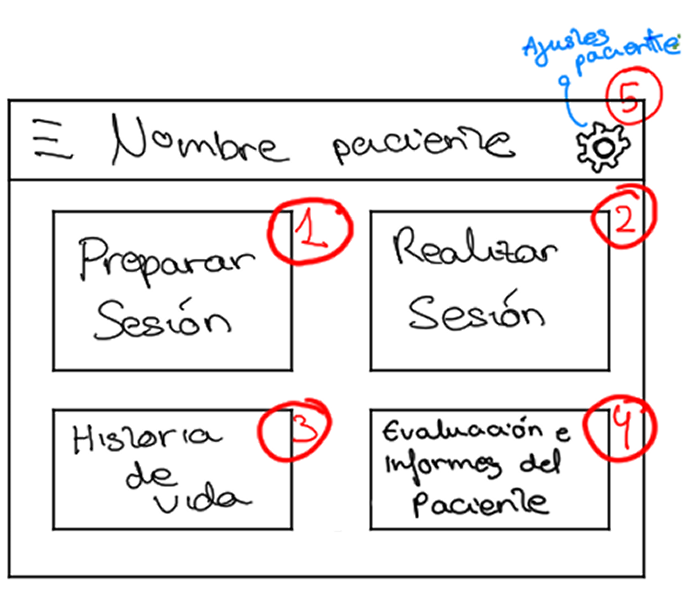 Ajustes
paciente
5
Nombre paciente
1
Preparar
Sesión
2
Realizar
Sesión
3
Historia
de
vida
4
Evaluación e
informes del
Paciente